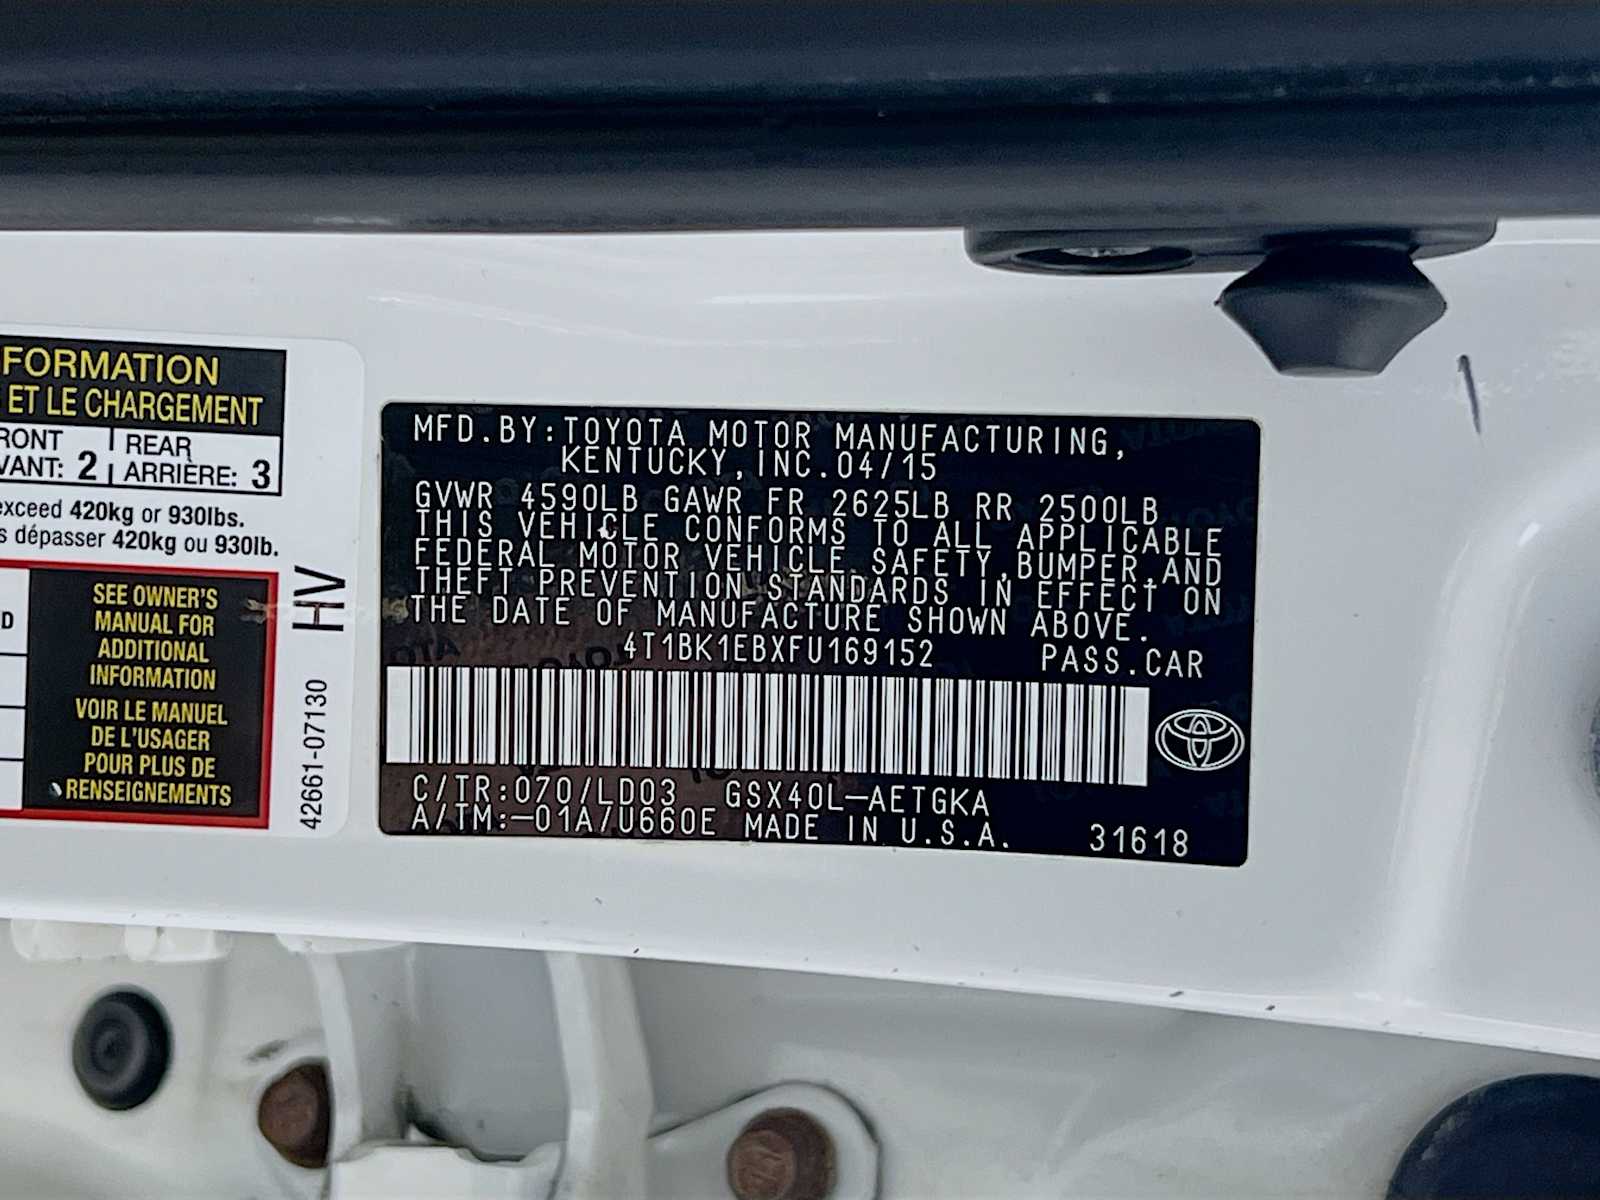 FORMATION
ET LE CHARGEMENT
RONT | REAR
VANT: 2 | ARRIÈRE: 3
exceed 420kg or 930lbs.
s dépasser 420kg ou 930lb.
D
SEE OWNER'S
MANUAL FOR
ADDITIONAL
INFORMATION
VOIR LE MANUEL
DE L'USAGER
POUR PLUS DE
RENSEIGNEMENTS
HV
42661-07130
MFD.BY:TOYOTA MOTOR MANUFACTURING,
KENTUCKY,INC.04/15
GVWR 4590LB GAWR FR 2625LB RR 2500LB
THIS VEHICLE CONFORMS TO ALL APPLICABLE
FEDERAL MOTOR VEHICLE SAFETY,BUMPER,AND
THEFT PREVENTION STANDARDS IN EFFECT ON
THE DATE OF MANUFACTURE SHOWN ABOVE.
4T1BK1EBXFU169152 PASS.CAR
C/TR:070/LD03 GSX40L-AETGKA
A/TM:-01A/U660E MADE IN U.S.A. 31618